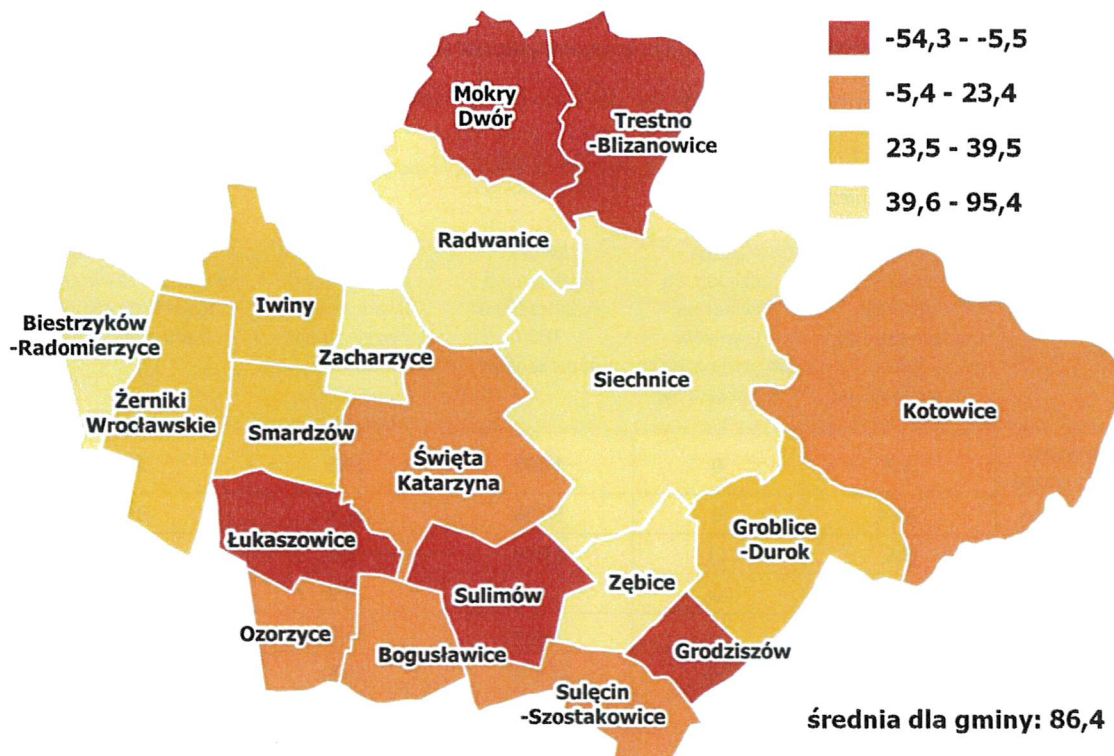 -54,3 - -5,5
-5,4 - 23,4
23,5 - 39,5
39,6 - 95,4
Mokry
Dwór
Trestno
-Blizanowice
Radwanice
Iwiny
Biestrzyków
-Radomierzyce
Zacharzyce
Siechnice
Żerniki
Wrocławskie
Kotowice
Smardzów
Święta
Katarzyna
Łukaszowice
Groblice
-Durok
Sulimów
Zębice
Ozorzyce
Bogusławice
Grodziszów
Sulęcin
-Szostakowice
średnia dla gminy: 86,4